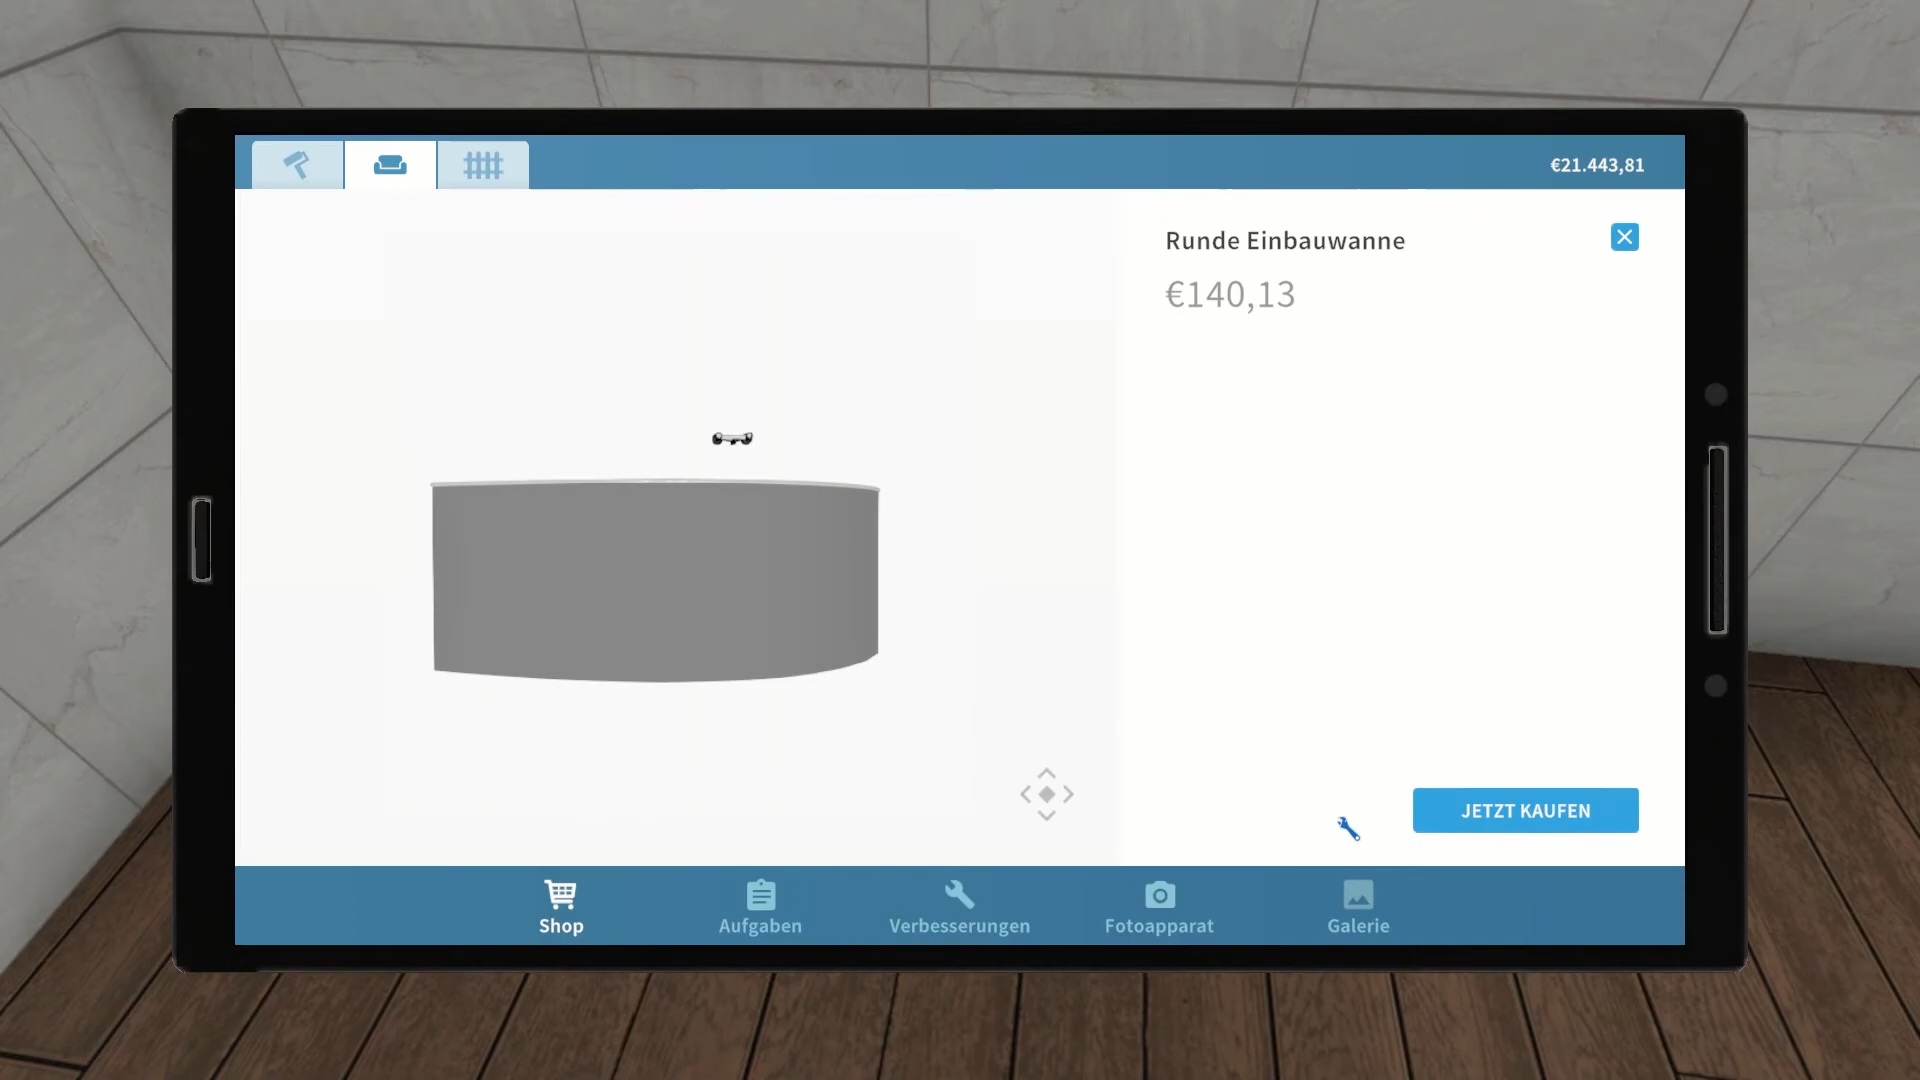 €21.443,81
Runde Einbauwanne
€140,13
JETZT KAUFEN
Shop
Aufgaben
Verbesserungen
Fotoapparat
Galerie